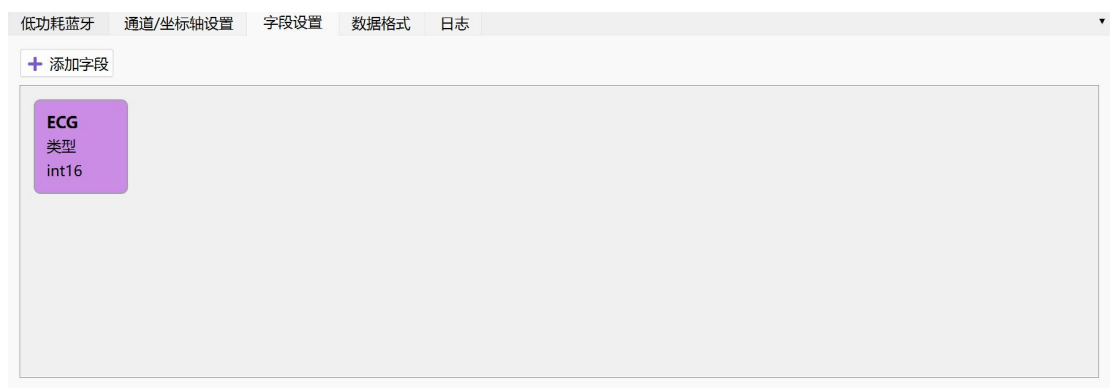 低功耗蓝牙 通道/坐标轴设置 字段设置 数据格式 日志
添加字段
ECG
类型
int16